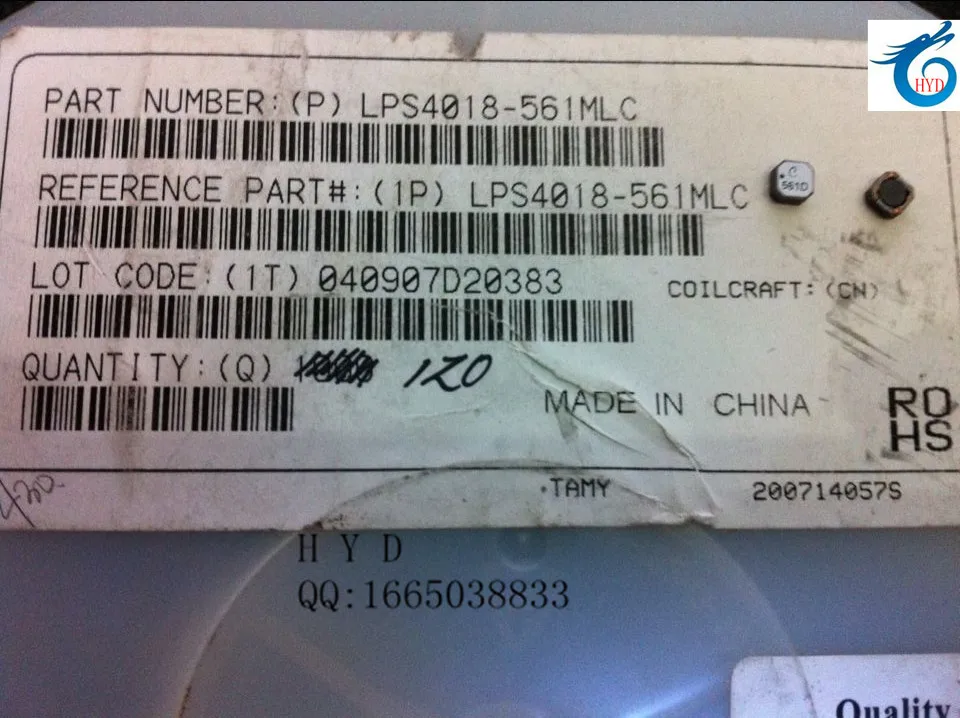 HYD
PART NUMBER:(P) LPS4018-561MLC
REFERENCE PART#:(1P) LPS4018-561MLC
C
561D
LOT CODE:(1T) 040907D20383
COILCRAFT:(CN)
QUANTITY:(Q) 120
MADE IN CHINA
RO
HS
TAMY
200714057S
430.
H Y D
QQ:1665038833
Quality